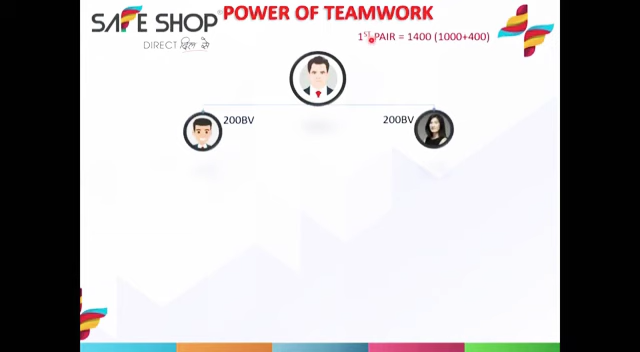 SAFE SHOP
DIRECT दिल से
POWER OF TEAMWORK
1ST PAIR = 1400 (1000+400)
200BV
200BV